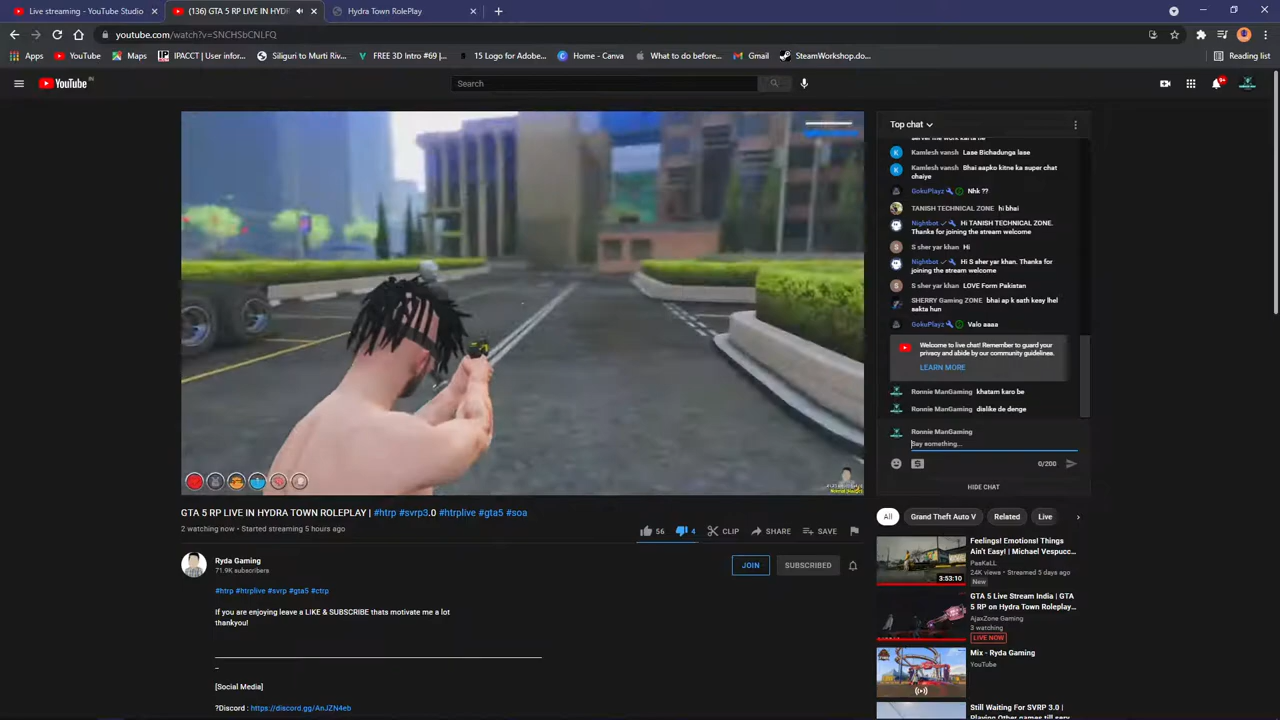 Live streaming - YouTube Studio
(136) GTA 5 RP LIVE IN HYDR
Hydra Town RolePlay
youtube.com/watch?v=SNCHSbCNLFQ
Apps
YouTube
Maps
IPACCT | User infor...
Siliguri to Murti Riv...
FREE 3D Intro #69 |...
15 Logo for Adobe...
Home - Canva
What to do before...
Gmail
SteamWorkshop.do...
Reading list
YouTube
IN
Search
9+
Top chat
Kamlesh vansh Lase Bichadunga lase
Kamlesh vansh Bhai aapko kitne ka super chat
chaiye
GokuPlayz Nhk ??
TANISH TECHNICAL ZONE hi bhai
Nightbot Hi TANISH TECHNICAL ZONE.
Thanks for joining the stream welcome
S sher yar khan Hi
Nightbot Hi S sher yar khan. Thanks for
joining the stream welcome
S sher yar khan LOVE Form Pakistan
SHERRY Gaming ZONE bhai ap k sath kesy lhel
sakta hun
GokuPlayz Valo aaaa
Welcome to live chat! Remember to guard your
privacy and abide by our community guidelines.
LEARN MORE
Ronnie ManGaming khatam karo be
Ronnie ManGaming dialike de denge
Ronnie ManGaming
Say something...
0/200
HIDE CHAT
GTA 5 RP LIVE IN HYDRA TOWN ROLEPLAY | #htrp #svrp3.0 #htrplive #gta5 #soa
2 watching now • Started streaming 5 hours ago
56
4
CLIP
SHARE
SAVE
Ryda Gaming
71.9K subscribers
JOIN
SUBSCRIBED
#htrp #htrplive #svrp #gta5 #ctrp
If you are enjoying leave a LIKE & SUBSCRIBE thats motivate me a lot
thankyou!
[Social Media]
?Discord : https://discord.gg/AnJZN4eb
All
Grand Theft Auto V
Related
Live
Feelings! Emotions! Things
Ain't Easy! | Michael Vespucc...
PasKaLL
24K views • Streamed 5 days ago
New
3:53:10
GTA 5 Live Stream India | GTA
5 RP on Hydra Town Roleplay...
AjaxZone Gaming
3 watching
LIVE NOW
Mix - Ryda Gaming
YouTube
Still Waiting For SVRP 3.0 |